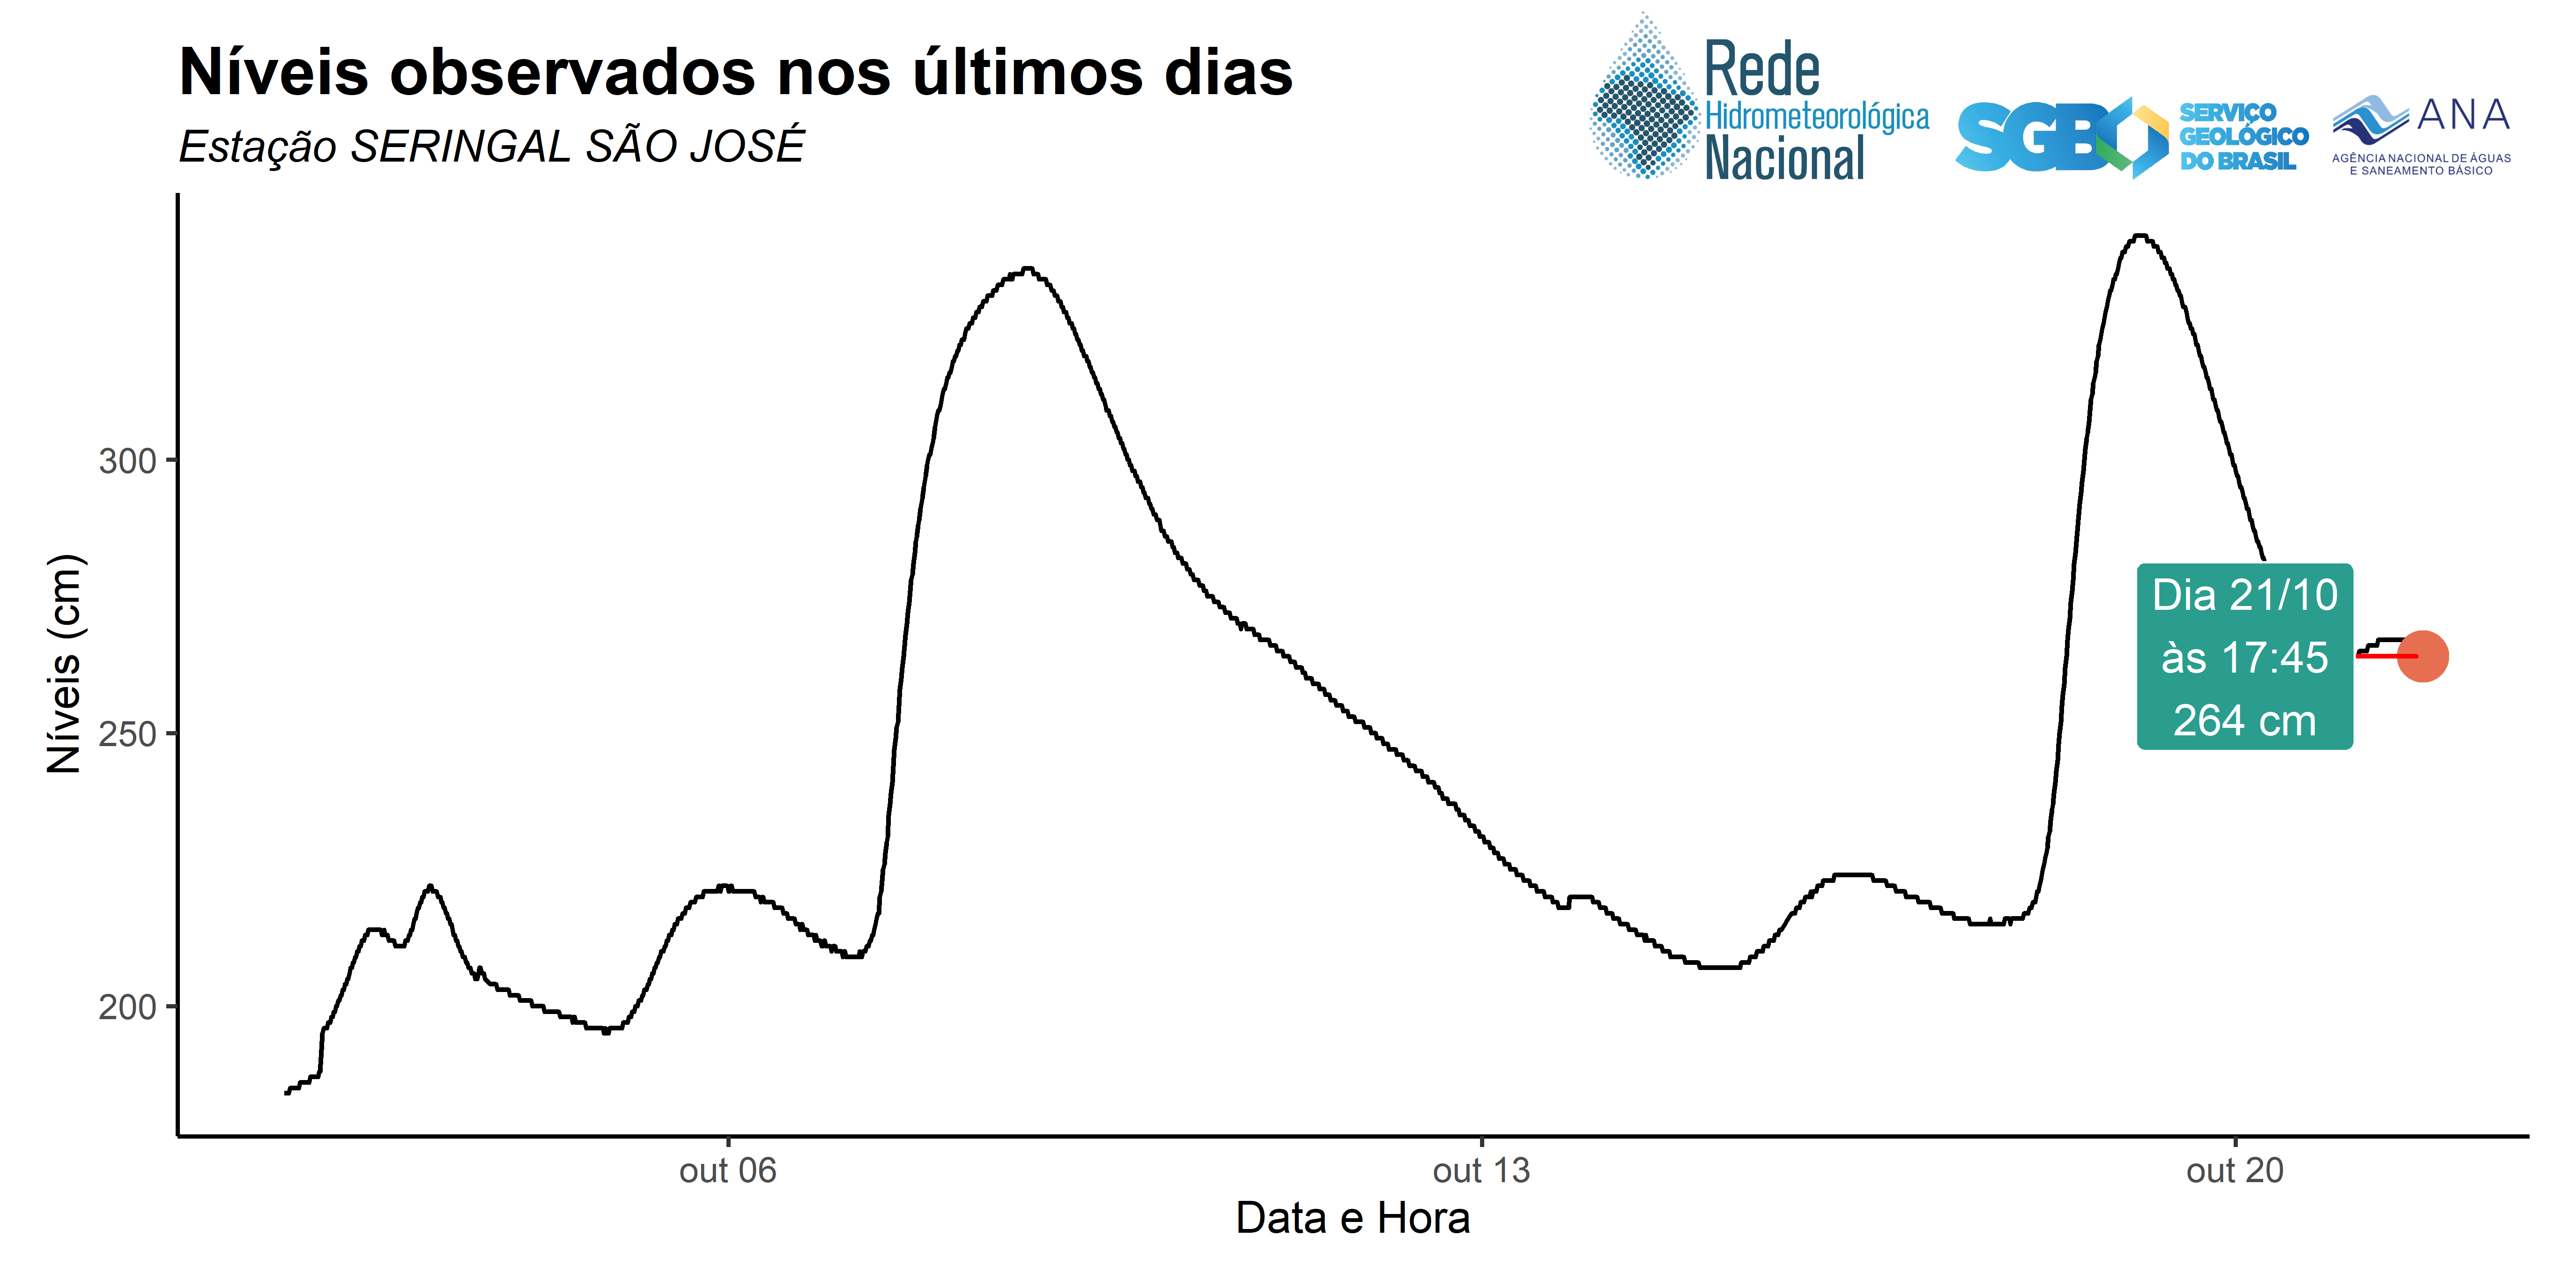 Níveis observados nos últimos dias
Estação SERINGAL SÃO JOSÉ
Rede
Hidrometeorológica
Nacional
SGB
SERVIÇO
GEOLÓGICO
DO BRASIL
ANA
AGÊNCIA NACIONAL DE ÁGUAS
E SANEAMENTO BÁSICO
Níveis (cm)
300
250
200
Dia 21/10
às 17:45
264 cm
out 06
out 13
out 20
Data e Hora